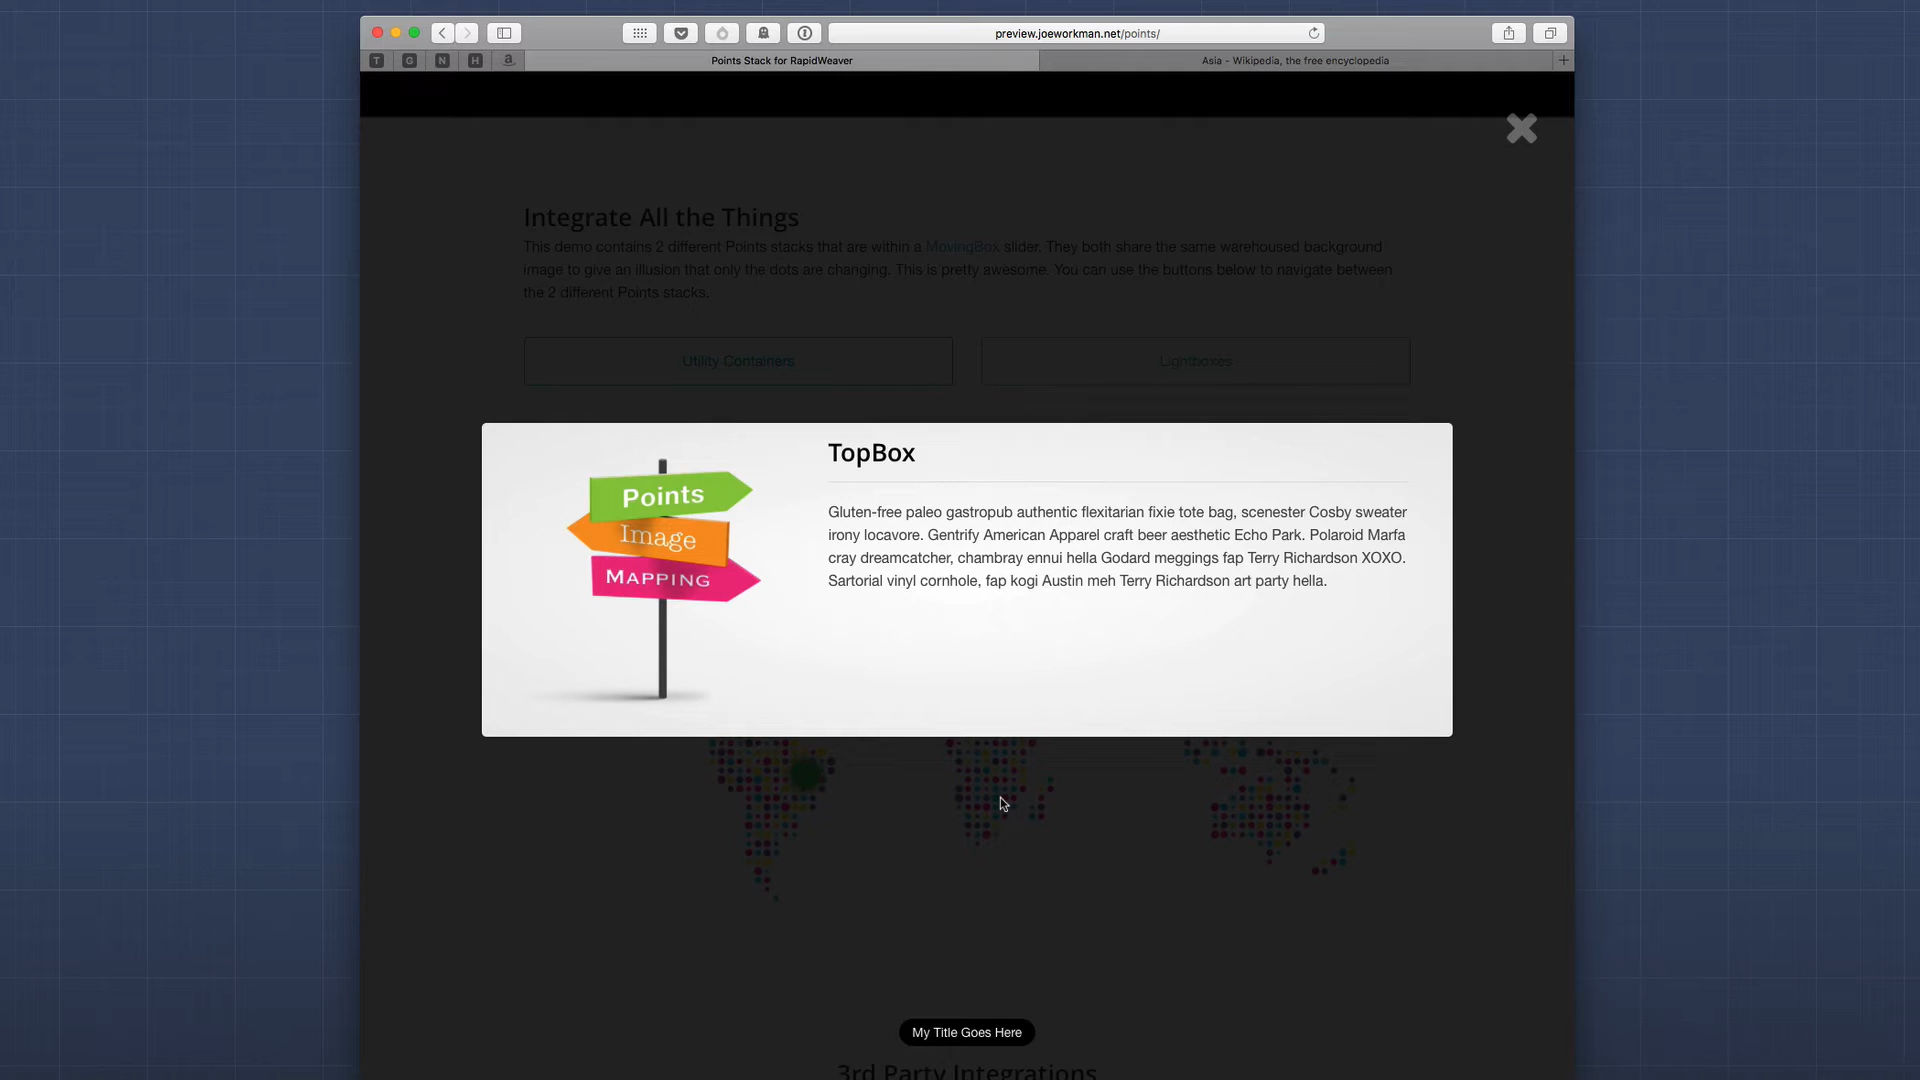 preview.joeworkman.net/points/
T G N H a
Points Stack for RapidWeaver
Asia - Wikipedia, the free encyclopedia
Integrate All the Things
This demo contains 2 different Points stacks that are within a MovingBox slider. They both share the same warehoused background
image to give an illusion that only the dots are changing. This is pretty awesome. You can use the buttons below to navigate between
the 2 different Points stacks.
Utility Containers
Lightboxes
Points
Image
MAPPING
TopBox
Gluten-free paleo gastropub authentic flexitarian fixie tote bag, scenester Cosby sweater
irony locavore. Gentrify American Apparel craft beer aesthetic Echo Park. Polaroid Marfa
cray dreamcatcher, chambray ennui hella Godard meggings fap Terry Richardson XOXO.
Sartorial vinyl cornhole, fap kogi Austin meh Terry Richardson art party hella.
My Title Goes Here
3rd Party Integrations